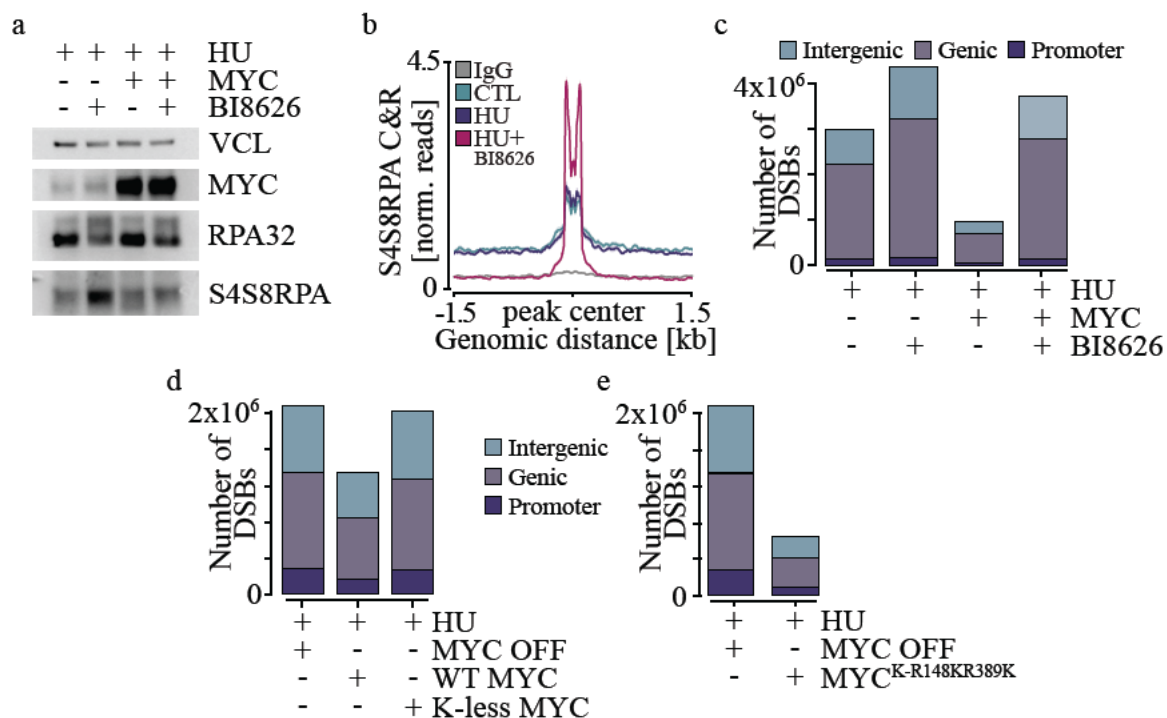 a
+ + + + HU
- - + + MYC
- + - + BI8626
VCL
MYC
RPA32
S4S8RPA
b
S4S8RPA C&R
[norm. reads]
4.5
0
IgG
CTL
HU
HU+
BI8626
-1.5 peak center 1.5
Genomic distance [kb]
c
Intergenic Genic Promoter
Number of
DSBs
4x10⁶
0
+ + + + HU
- - + + MYC
- + - + BI8626
d
Number of
DSBs
2x10⁶
0
Intergenic
Genic
Promoter
+ + + HU
+ - - MYC OFF
- + - WT MYC
- - + K-less MYC
e
Number of
DSBs
2x10⁶
0
+ + HU
+ - MYC OFF
- + MYCᴷ⁻ᴿ¹⁴⁸ᴷᴿ³⁸⁹ᴷ